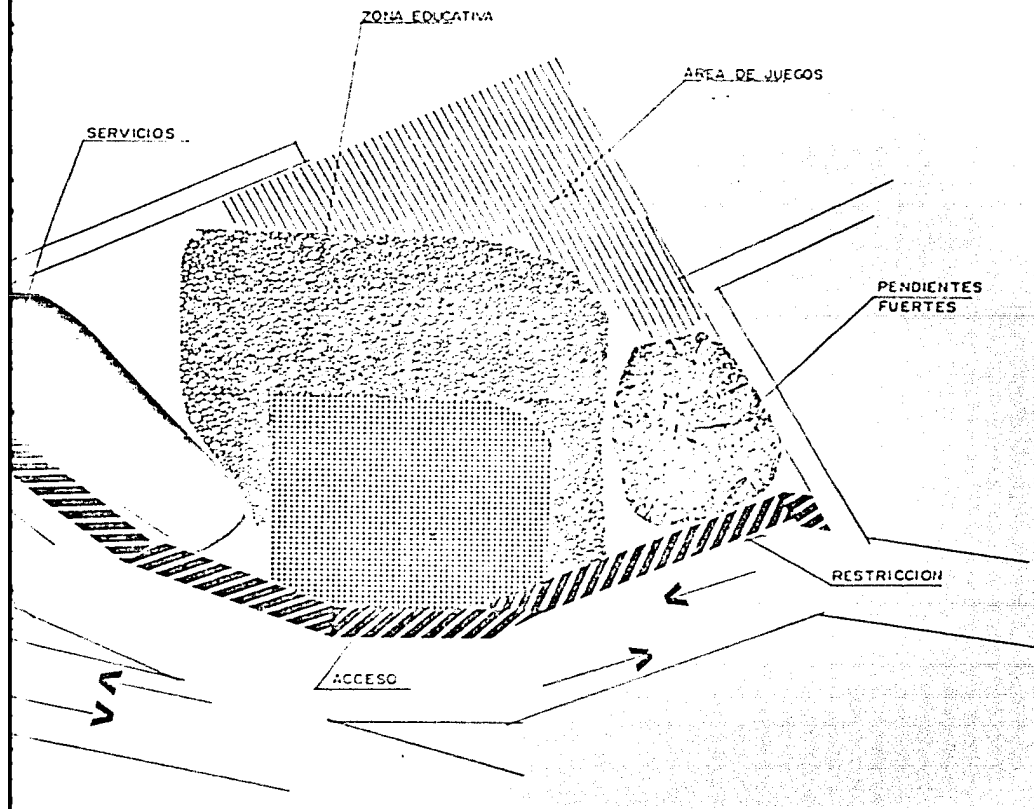 ZONA EDUCATIVA
AREA DE JUEGOS
SERVICIOS
PENDIENTES
FUERTES
RESTRICCION
ACCESO